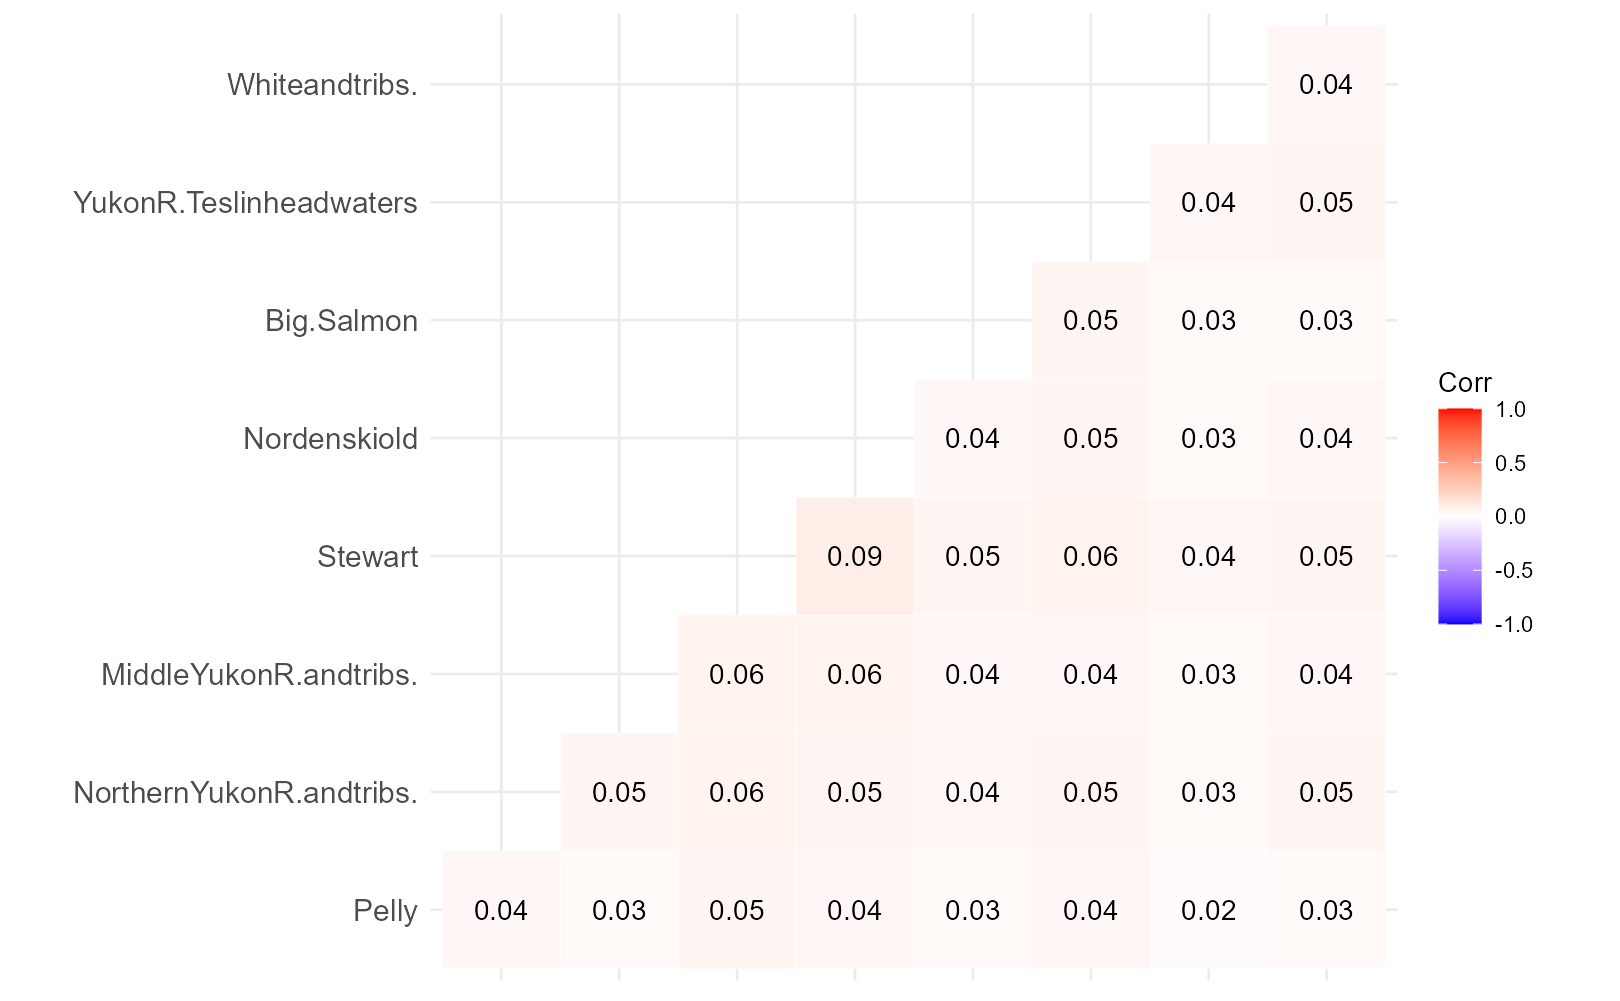 Whiteandtribs. 0.04
YukonR.Teslinheadwaters 0.04 0.05
Big.Salmon 0.05 0.03 0.03
Nordenskiold 0.04 0.05 0.03 0.04
Stewart 0.09 0.05 0.06 0.04 0.05
MiddleYukonR.andtribs. 0.06 0.06 0.04 0.04 0.03 0.04
NorthernYukonR.andtribs. 0.05 0.06 0.05 0.04 0.05 0.03 0.05
Pelly 0.04 0.03 0.05 0.04 0.03 0.04 0.02 0.03
Corr
1.0
0.5
0.0
-0.5
-1.0